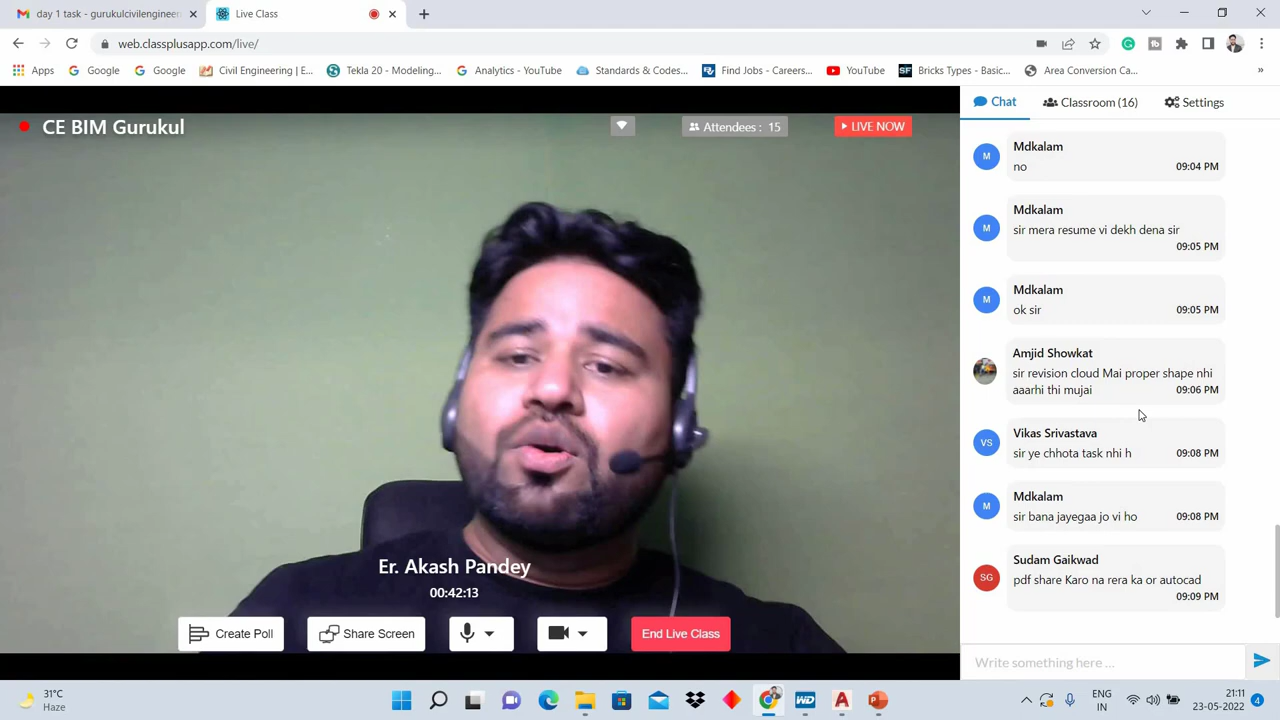 day 1 task - gurukulcivilengineer
Live Class
web.classplusapp.com/live/
Apps
Google
Google
Civil Engineering | E...
Tekla 20 - Modeling...
Analytics - YouTube
Standards & Codes...
Find Jobs - Careers...
YouTube
SF
Bricks Types - Basic...
Area Conversion Ca...
»
CE BIM Gurukul
Attendees : 15
LIVE NOW
Chat
Classroom (16)
Settings
M
Mdkalam
no
09:04 PM
M
Mdkalam
sir mera resume vi dekh dena sir
09:05 PM
M
Mdkalam
ok sir
09:05 PM
Amjid Showkat
sir revision cloud Mai proper shape nhi
aaarhi thi mujai
09:06 PM
VS
Vikas Srivastava
sir ye chhota task nhi h
09:08 PM
M
Mdkalam
sir bana jayegaa jo vi ho
09:08 PM
SG
Sudam Gaikwad
pdf share Karo na rera ka or autocad
09:09 PM
Er. Akash Pandey
00:42:13
Create Poll
Share Screen
End Live Class
Write something here ...
31°C
Haze
WD
A
P
ENG
IN
21:11
23-05-2022
4